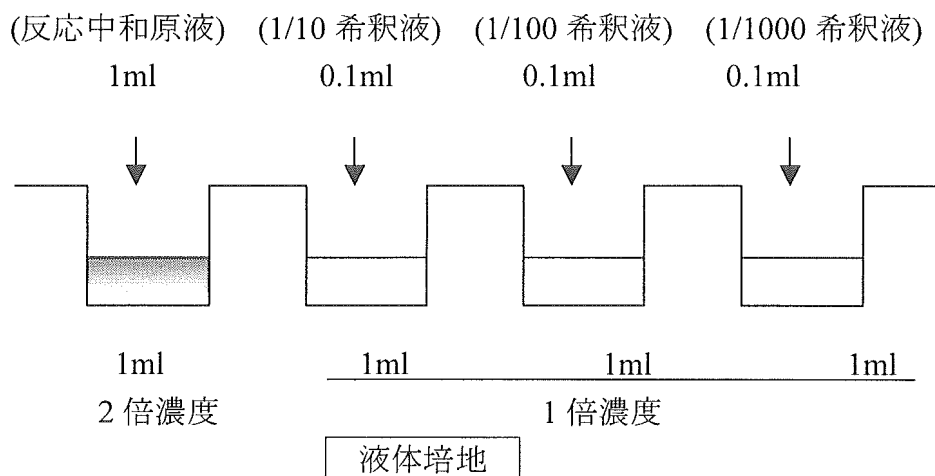 (反応中和原液) (1/10 希釈液) (1/100 希釈液) (1/1000 希釈液)
1ml 0.1ml 0.1ml 0.1ml
1ml 1ml 1ml 1ml
2 倍濃度 1 倍濃度
液体培地